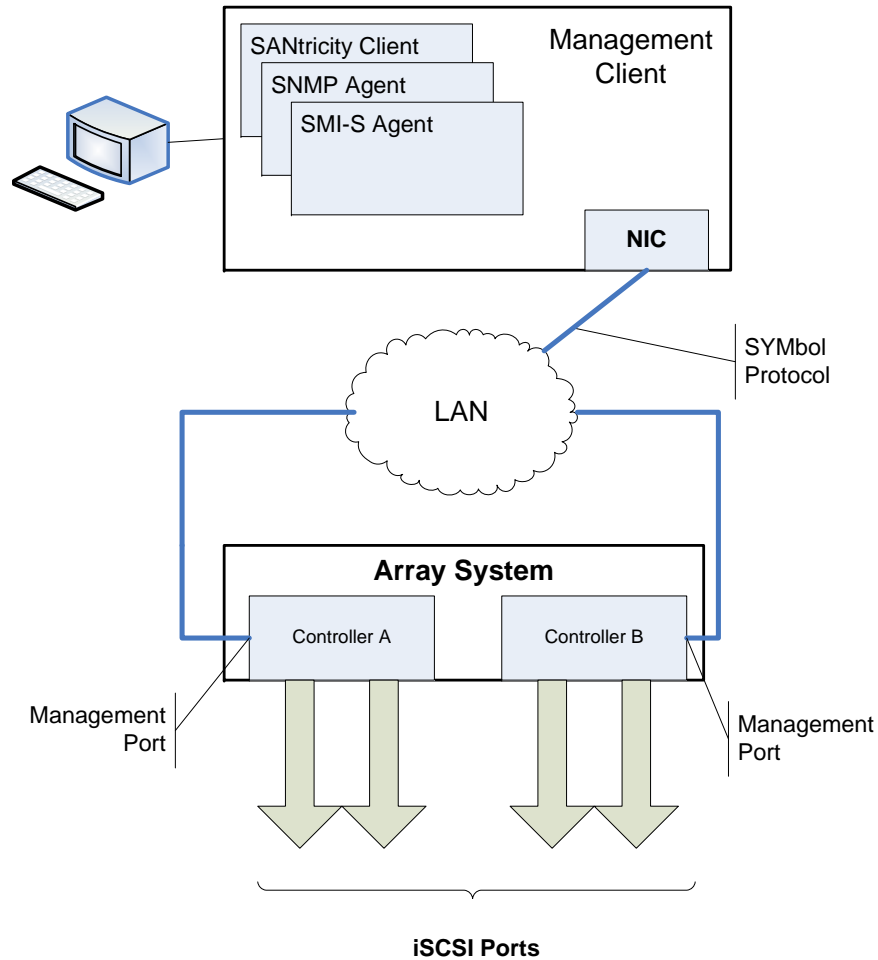 SANtricity Client
SNMP Agent
SMI-S Agent
Management
Client
NIC
SYMbol
Protocol
LAN
Array System
Controller A
Controller B
Management
Port
Management
Port
iSCSI Ports